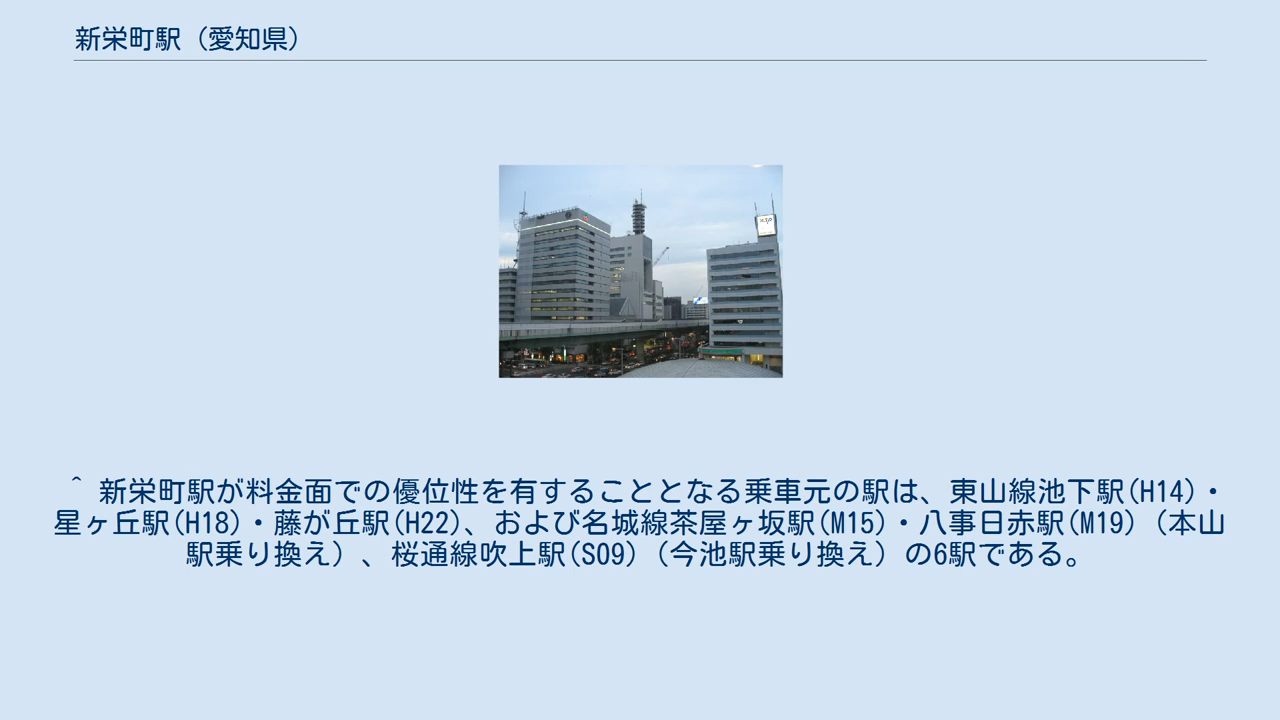 新栄町駅 (愛知県)
^ 新栄町駅が料金面での優位性を有することとなる乗車元の駅は、東山線池下駅(H14)・
星ヶ丘駅(H18)・藤が丘駅(H22)、および名城線茶屋ヶ坂駅(M15)・八事日赤駅(M19)（本山
駅乗り換え）、桜通線吹上駅(S09)（今池駅乗り換え）の6駅である。